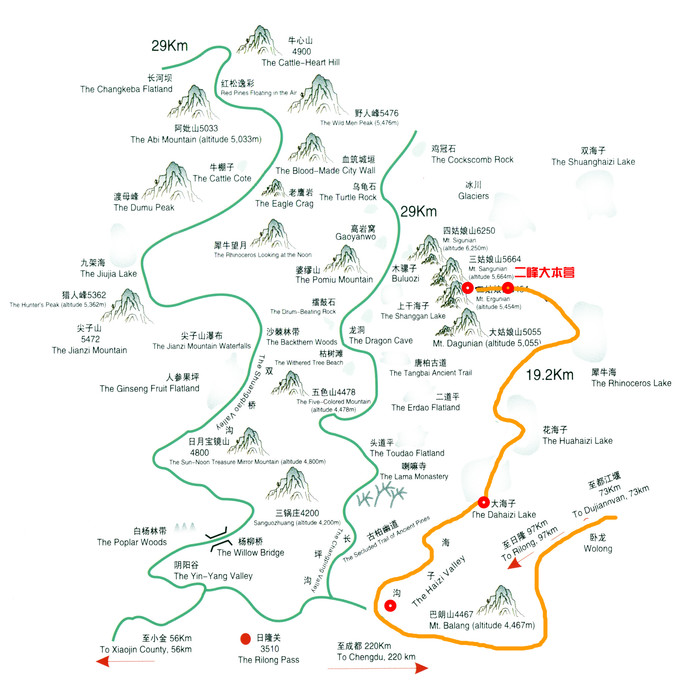 29Km
牛心山
4900
The Cattle-Heart Hill
长河坝
The Changkeba Flatland
红松逸彩
Red Pines Floating in the Air
野人峰5476
The Wild Men Peak (5,476m)
阿妣山5033
The Abi Mountain (altitude 5,033m)
血筑城垣
The Blood-Made City Wall
鸡冠石
The Cockscomb Rock
双海子
The Shuanghaizi Lake
牛棚子
The Cattle Cote
老鹰岩
The Eagle Crag
乌龟石
The Turtle Rock
冰川
Glaciers
渡母峰
The Dumu Peak
29Km
犀牛望月
The Rhinoceros Looking at the Noon
高岩窝
Gaoyanwo
四姑娘山6250
Mt. Sigunian
(altitude 6,250m)
婆缪山
The Pomiu Mountain
木骡子
Buluozi
三姑娘山5664
Mt. Sangunian
(altitude 5,664m)
二峰大本营
九架海
The Jiujia Lake
猎人峰5362
The Hunter's Peak (altitude 5,362m)
Mt. Ergunian
(altitude 5,454m)
擂鼓石
The Drum-Beating Rock
上干海子
The Shanggan Lake
尖子山
5472
The Jianzi Mountain
尖子山瀑布
The Jianzi Mountain Waterfalls
沙棘林带
The Backthern Woods
龙洞
The Dragon Cave
大姑娘山5055
Mt. Dagunian (altitude 5,055)
枯树滩
The Withered Tree Beach
唐柏古道
The Tangbai Ancient Trail
19.2Km
犀牛海
The Rhinoceros Lake
人参果坪
The Ginseng Fruit Flatland
双桥沟
The Shuangqiao Valley
五色山4478
The Five-Colored Mountain
(altitude 4,478m)
二道平
The Erdao Flatland
花海子
The Huahaizi Lake
日月宝镜山
4800
The Sun-Noon Treasure Mirror Mountain (altitude 4,800m)
头道平
The Toudao Flatland
喇嘛寺
The Lama Monastery
三锅庄4200
Sanguozhuang (altitude 4,200m)
大海子
The Dahaizi Lake
至都江堰
73Km
To Dujiannvan, 73km
白杨林带
The Poplar Woods
杨柳桥
The Willow Bridge
古柏幽道
The Secluded Trail of Ancient Pines
至日隆 97Km
To Rilong, 97km
卧龙
Wolong
阴阳谷
The Yin-Yang Valley
长坪沟
The Changping Valley
海子沟
The Haizi Valley
巴朗山4467
Mt. Balang (altitude 4,467m)
至小金 56Km
To Xiaojin County, 56km
日隆关
3510
The Rilong Pass
至成都 220Km
To Chengdu, 220 km